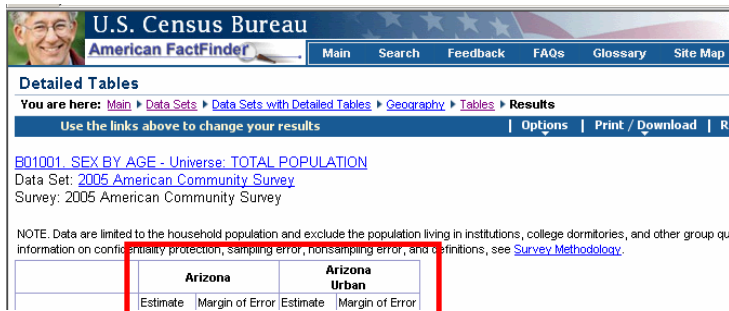 U.S. Census Bureau
American FactFinder
Main Search Feedback FAQs Glossary Site Map
Detailed Tables
You are here: Main ▶ Data Sets ▶ Data Sets with Detailed Tables ▶ Geography ▶ Tables ▶ Results
Use the links above to change your results | Options | Print / Download | R
B01001. SEX BY AGE - Universe: TOTAL POPULATION
Data Set: 2005 American Community Survey
Survey: 2005 American Community Survey
NOTE. Data are limited to the household population and exclude the population living in institutions, college dormitories, and other group qu
information on confidentiality protection, sampling error, nonsampling error, and definitions, see Survey Methodology.
Arizona Arizona
Urban
Estimate Margin of Error Estimate Margin of Error